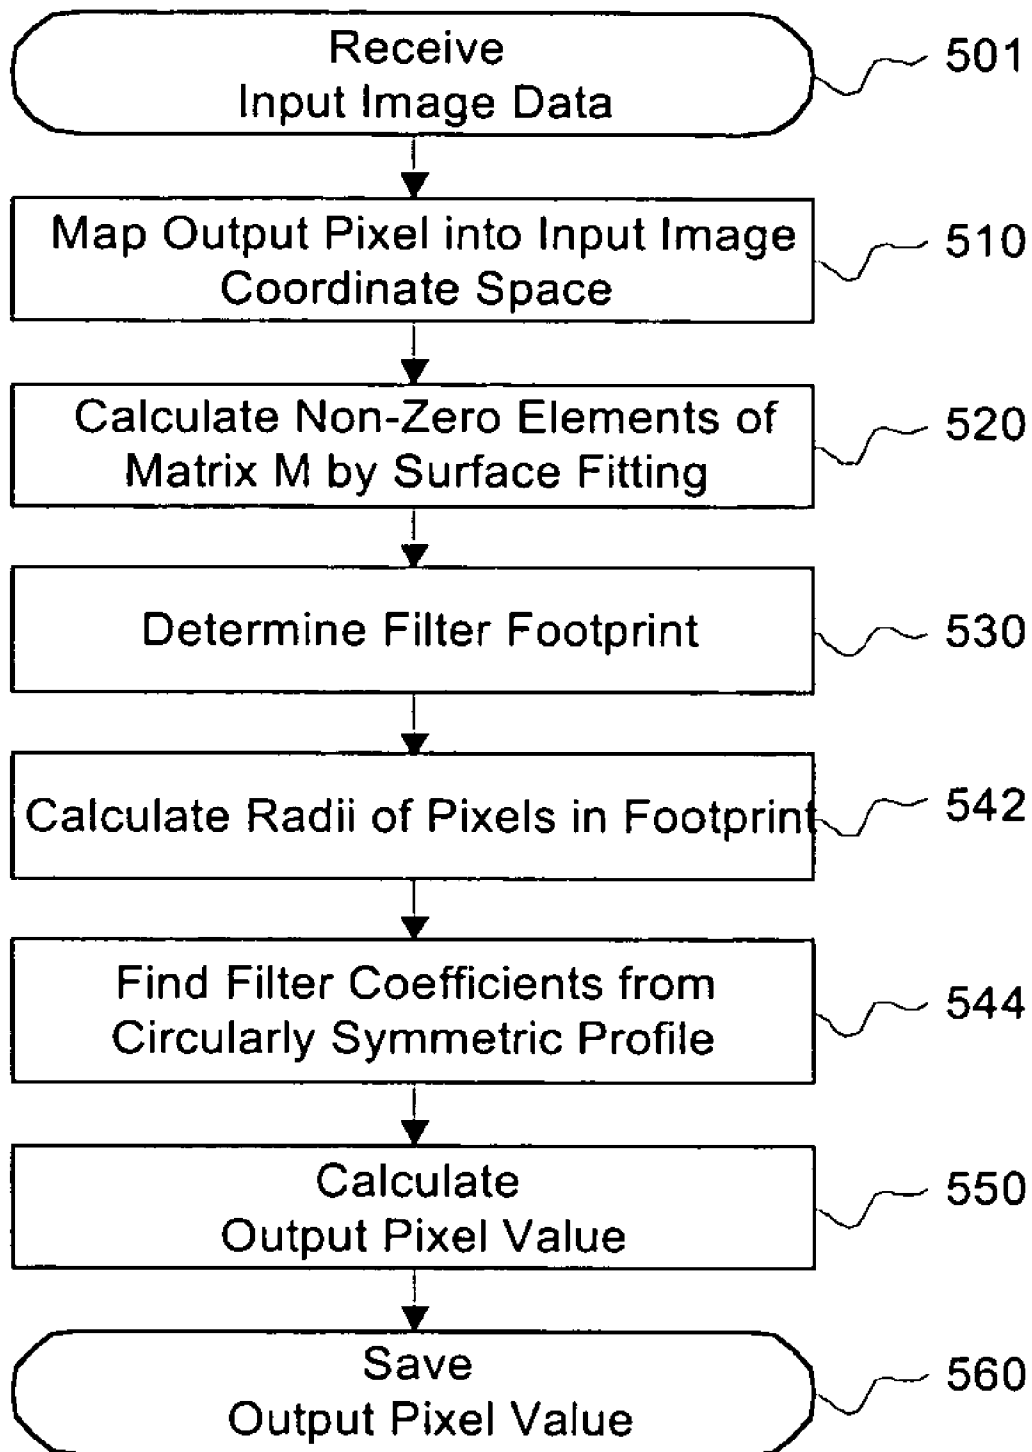 Receive
Input Image Data
501
Map Output Pixel into Input Image
Coordinate Space
510
Calculate Non-Zero Elements of
Matrix M by Surface Fitting
520
Determine Filter Footprint
530
Calculate Radii of Pixels in Footprint
542
Find Filter Coefficients from
Circularly Symmetric Profile
544
Calculate
Output Pixel Value
550
Save
Output Pixel Value
560